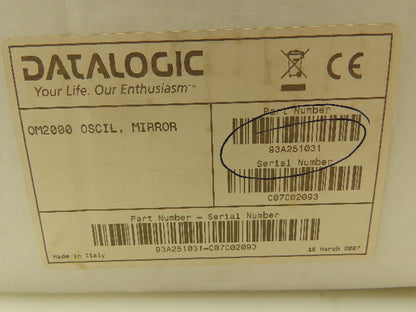 DATALOGIC
Your Life. Our Enthusiasm™
CE
OM2000 OSCIL. MIRROR
Part Number
93A251031
Serial Number
C07C02093
Part Number - Serial Number
93A251031-C07C02093
Made in Italy
15 March 2007